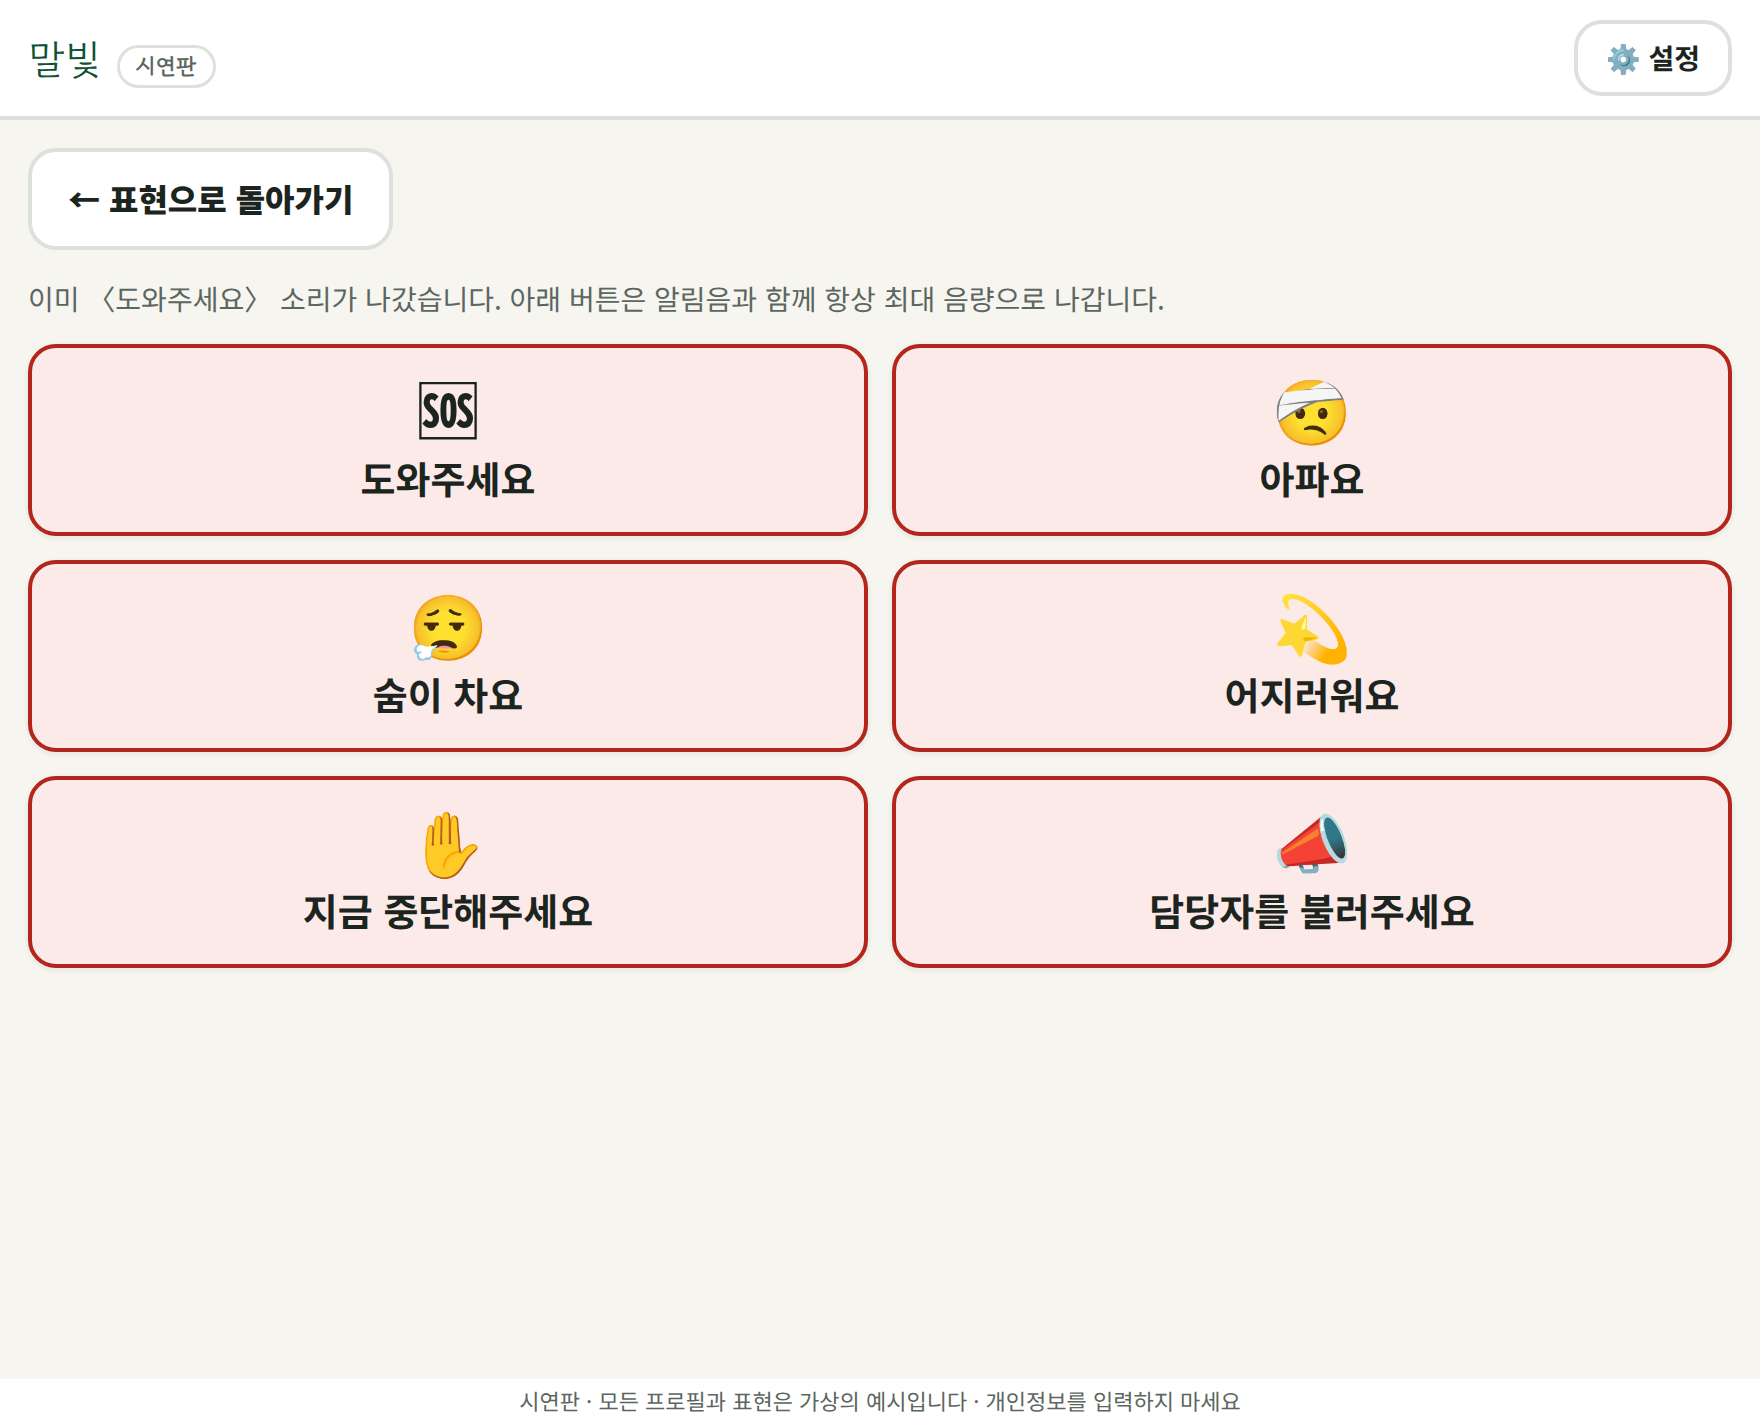 말빛 시연판
⚙️ 설정
← 표현으로 돌아가기
이미 〈도와주세요〉 소리가 나갔습니다. 아래 버튼은 알림음과 함께 항상 최대 음량으로 나갑니다.
SOS
도와주세요
아파요
숨이 차요
어지러워요
지금 중단해주세요
담당자를 불러주세요
시연판 · 모든 프로필과 표현은 가상의 예시입니다 · 개인정보를 입력하지 마세요